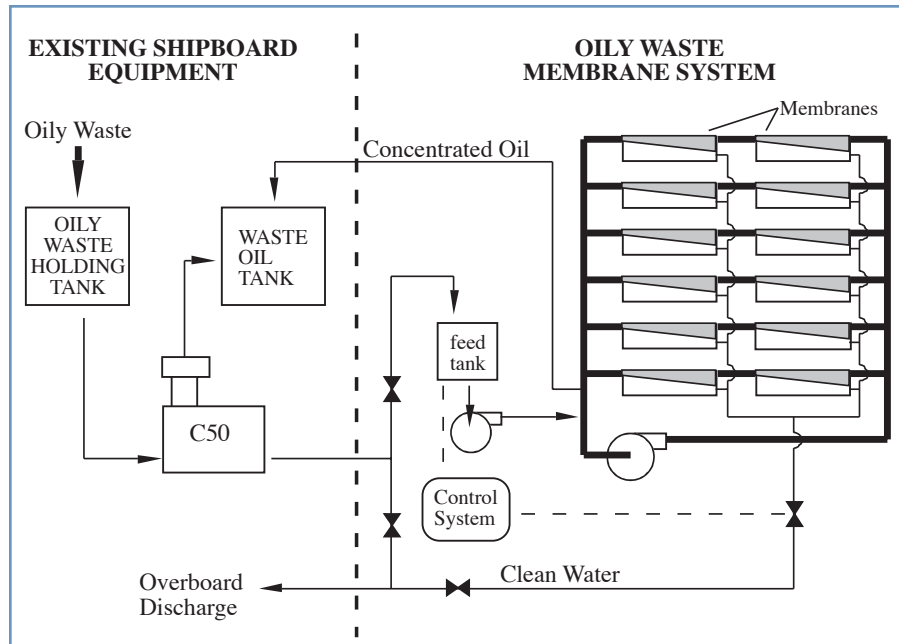 EXISTING SHIPBOARD
EQUIPMENT
OILY WASTE
MEMBRANE SYSTEM
Membranes
Oily Waste
Concentrated Oil
OILY
WASTE
HOLDING
TANK
WASTE
OIL
TANK
feed
tank
C50
Control
System
Clean Water
Overboard
Discharge